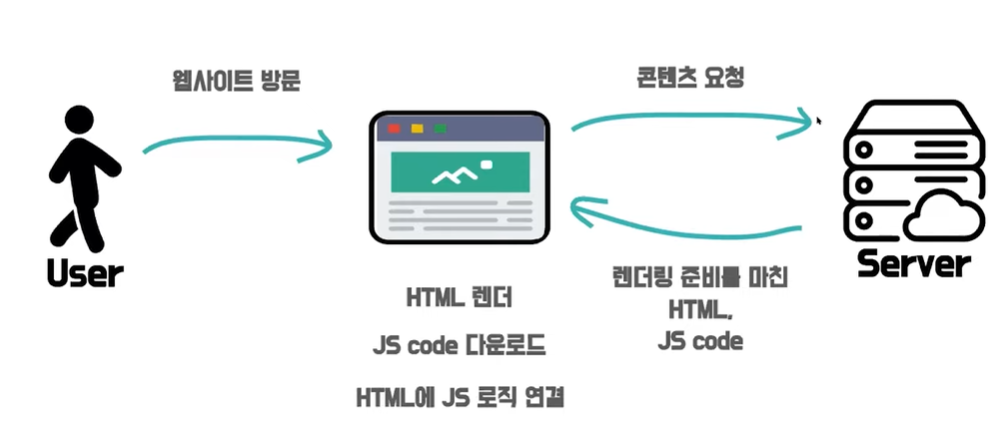 웹사이트 방문
콘텐츠 요청
User
Server
렌더링 준비를 마친
HTML,
JS code
HTML 렌더
JS code 다운로드
HTML에 JS 로직 연결